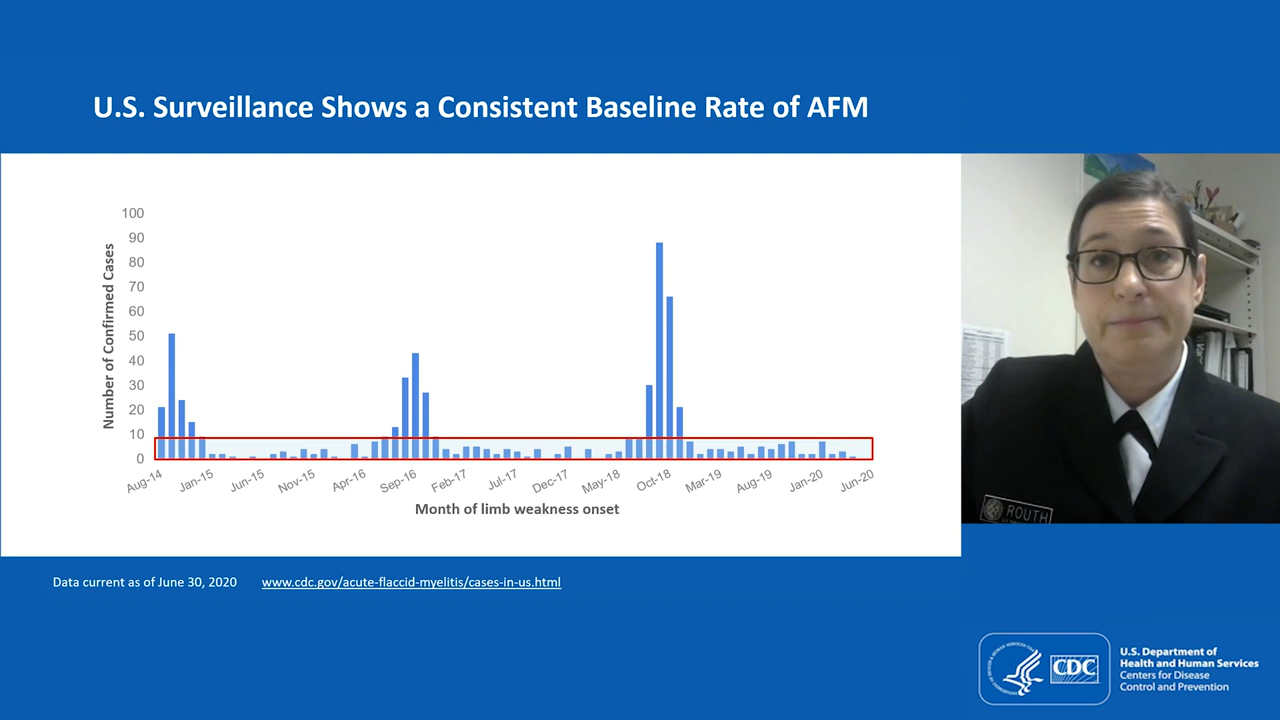 U.S. Surveillance Shows a Consistent Baseline Rate of AFM
Number of Confirmed Cases
100
90
80
70
60
50
40
30
20
10
0
Aug-14
Jan-15
Jun-15
Nov-15
Apr-16
Sep-16
Feb-17
Jul-17
Dec-17
May-18
Oct-18
Mar-19
Aug-19
Jan-20
Jun-20
Month of limb weakness onset
ROUTH
Data current as of June 30, 2020 www.cdc.gov/acute-flaccid-myelitis/cases-in-us.html
CDC
U.S. Department of
Health and Human Services
Centers for Disease
Control and Prevention